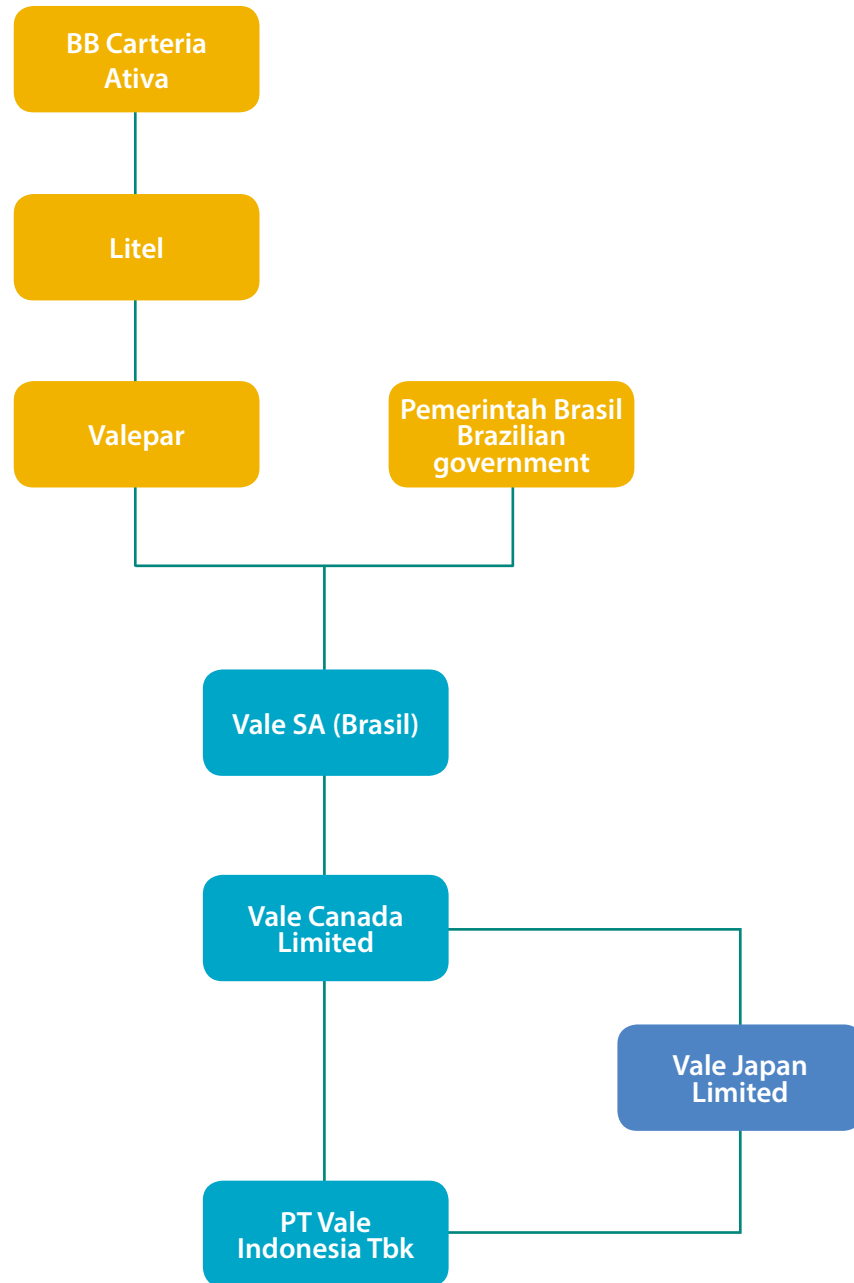 BB Carteria
Ativa
Litel
Valepar
Pemerintah Brasil
Brazilian
government
Vale SA (Brasil)
Vale Canada
Limited
Vale Japan
Limited
PT Vale
Indonesia Tbk